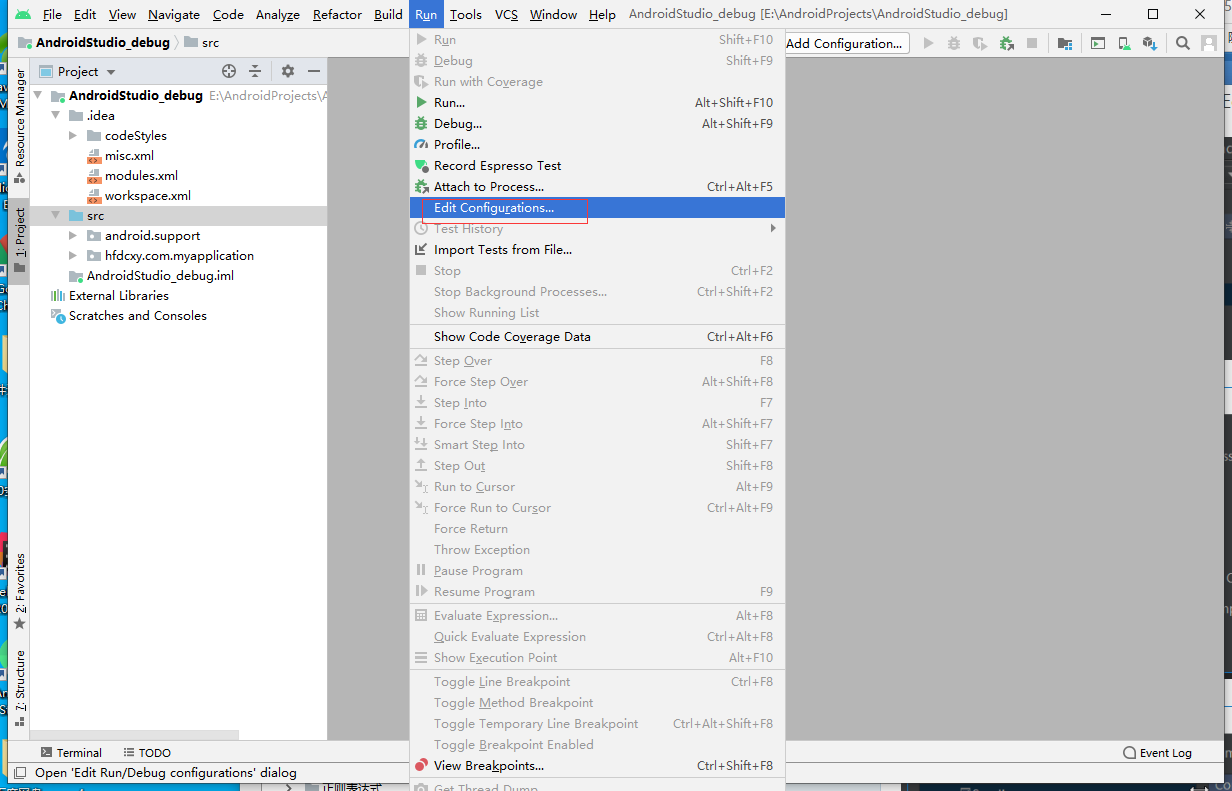 File Edit View Navigate Code Analyze Refactor Build Run Tools VCS Window Help AndroidStudio_debug [E:\AndroidProjects\AndroidStudio_debug]
AndroidStudio_debug src
Add Configuration...
Project
Resource Manager
1: Project
2: Favorites
7: Structure
AndroidStudio_debug E:\AndroidProjects\A
.idea
codeStyles
misc.xml
modules.xml
workspace.xml
src
android.support
hfdcxy.com.myapplication
AndroidStudio_debug.iml
External Libraries
Scratches and Consoles
Run Shift+F10
Debug Shift+F9
Run with Coverage
Run... Alt+Shift+F10
Debug... Alt+Shift+F9
Profile...
Record Espresso Test
Attach to Process... Ctrl+Alt+F5
Edit Configurations...
Test History
Import Tests from File...
Stop Ctrl+F2
Stop Background Processes... Ctrl+Shift+F2
Show Running List
Show Code Coverage Data Ctrl+Alt+F6
Step Over F8
Force Step Over Alt+Shift+F8
Step Into F7
Force Step Into Alt+Shift+F7
Smart Step Into Shift+F7
Step Out Shift+F8
Run to Cursor Alt+F9
Force Run to Cursor Ctrl+Alt+F9
Force Return
Throw Exception
Pause Program
Resume Program F9
Evaluate Expression... Alt+F8
Quick Evaluate Expression Ctrl+Alt+F8
Show Execution Point Alt+F10
Toggle Line Breakpoint Ctrl+F8
Toggle Method Breakpoint
Toggle Temporary Line Breakpoint Ctrl+Alt+Shift+F8
Toggle Breakpoint Enabled
View Breakpoints... Ctrl+Shift+F8
Get Thread Dump
Terminal TODO
Event Log
Open 'Edit Run/Debug configurations' dialog
正则表达式